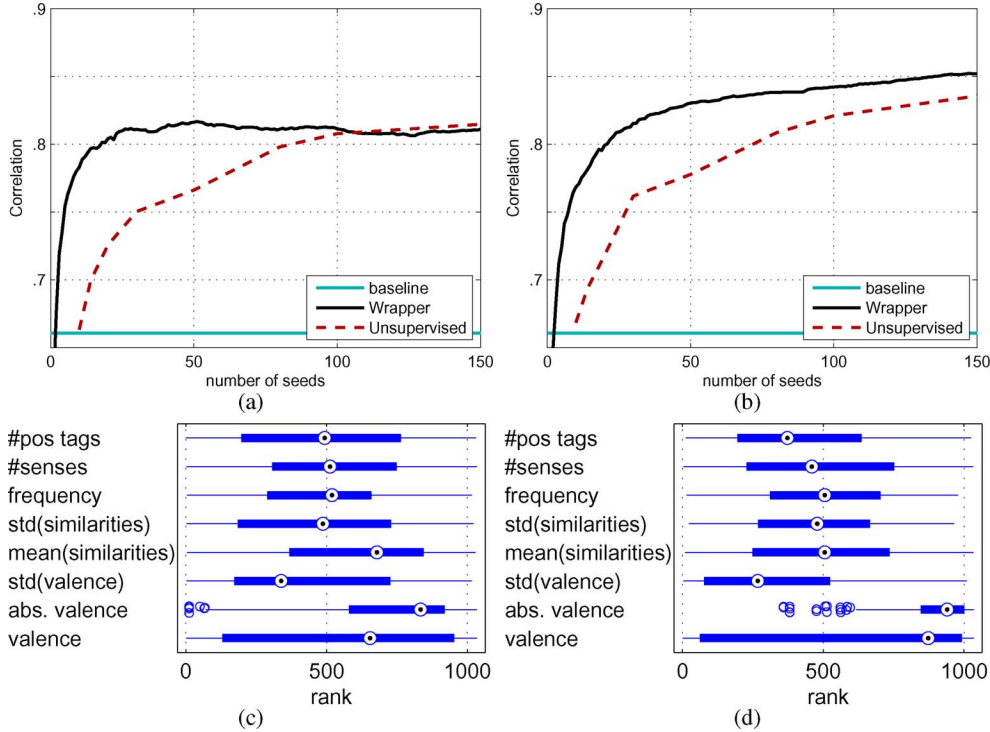 .9
.8
.7
Correlation
baseline
Wrapper
Unsupervised
0 50 100 150
number of seeds
(a)
.9
.8
.7
Correlation
baseline
Wrapper
Unsupervised
0 50 100 150
number of seeds
(b)
#pos tags
#senses
frequency
std(similarities)
mean(similarities)
std(valence)
abs. valence
valence
0 500 1000
rank
(c)
#pos tags
#senses
frequency
std(similarities)
mean(similarities)
std(valence)
abs. valence
valence
0 500 1000
rank
(d)